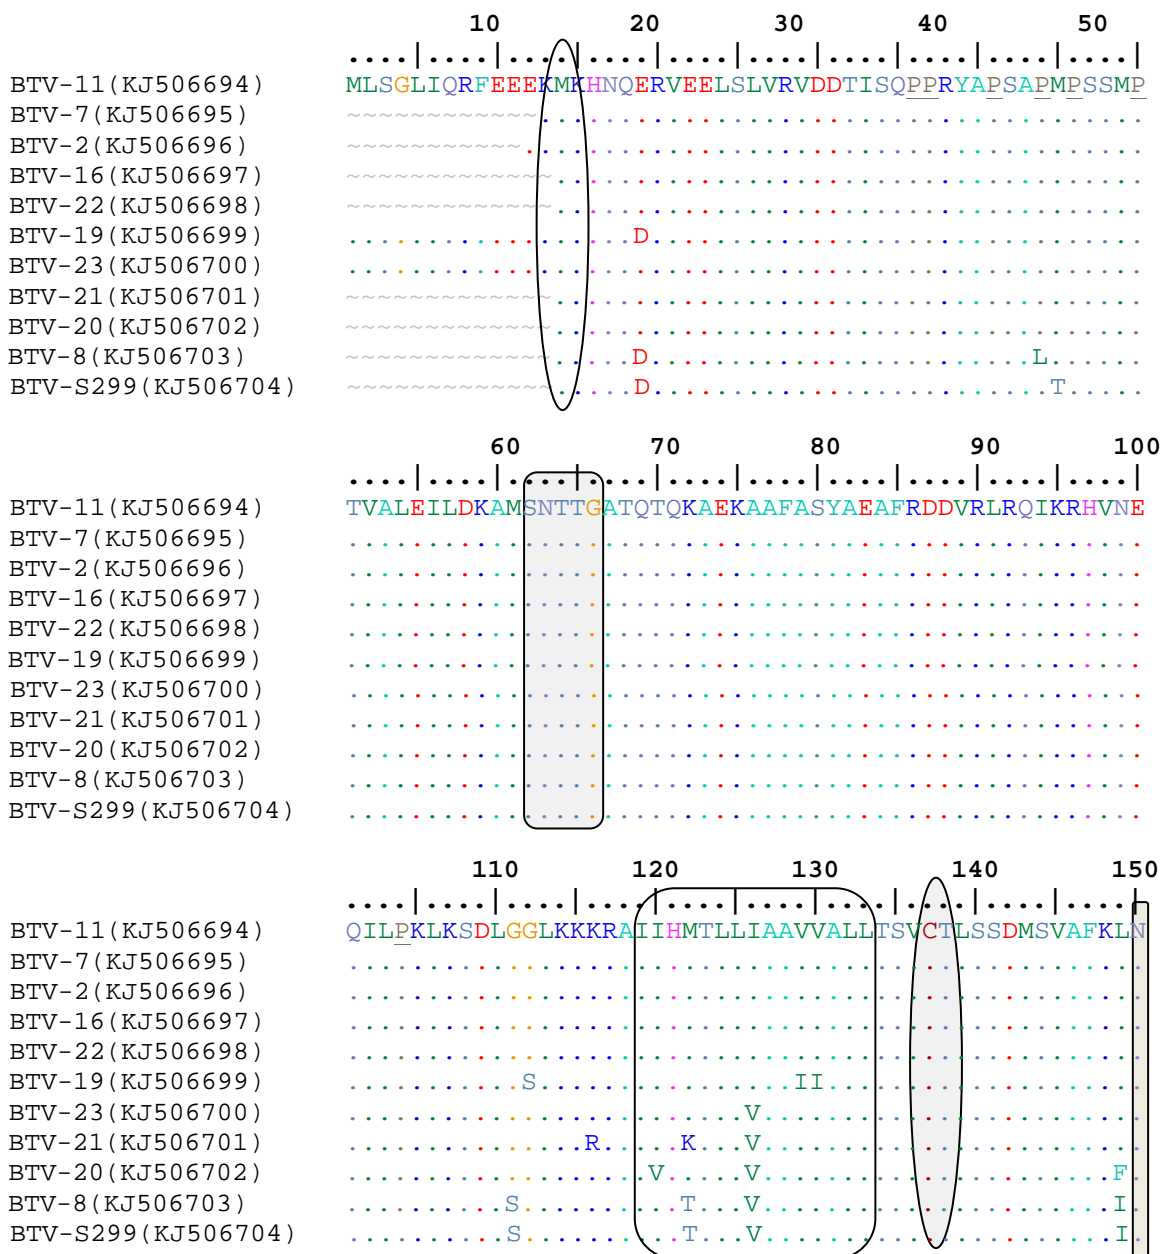 10 20 30 40 50
....|....|....|....|....|....|....|....|....|....|
BTV-11(KJ506694) MLSGLIQRFEEEKMKHNQERVEELSLVRVDDTISQPPRYAPSAPMPSSMP
BTV-7(KJ506695) ~~~~~~~~~~~~......................................
BTV-2(KJ506696) ~~~~~~~~~~~.......................................
BTV-16(KJ506697) ~~~~~~~~~~~~~.....................................
BTV-22(KJ506698) ~~~~~~~~~~~~~.....................................
BTV-19(KJ506699) ..................D...............................
BTV-23(KJ506700) ..................................................
BTV-21(KJ506701) ~~~~~~~~~~~~~.....................................
BTV-20(KJ506702) ~~~~~~~~~~~~~.....................................
BTV-8(KJ506703) ~~~~~~~~~~~~~.....D........................L......
BTV-S299(KJ506704) ~~~~~~~~~~~~~.....D.........................T.....
60 70 80 90 100
....|....|....|....|....|....|....|....|....|....|
BTV-11(KJ506694) TVALEILDKAMSNTTGATQTQKAEKAAFASYAEAFRDDVRLRQIKRHVNE
BTV-7(KJ506695) ..................................................
BTV-2(KJ506696) ..................................................
BTV-16(KJ506697) ..................................................
BTV-22(KJ506698) ..................................................
BTV-19(KJ506699) ..................................................
BTV-23(KJ506700) ..................................................
BTV-21(KJ506701) ..................................................
BTV-20(KJ506702) ..................................................
BTV-8(KJ506703) ..................................................
BTV-S299(KJ506704) ..................................................
110 120 130 140 150
....|....|....|....|....|....|....|....|....|....|
BTV-11(KJ506694) QILPKLKSDLGGLKKKRAIIHMTLLIAAVVALLTSVCTLSSDMSVAFKLN
BTV-7(KJ506695) ..................................................
BTV-2(KJ506696) ..................................................
BTV-16(KJ506697) ..................................................
BTV-22(KJ506698) ..................................................
BTV-19(KJ506699) ...........S................II....................
BTV-23(KJ506700) .........................V........................
BTV-21(KJ506701) ...............R.....K...V........................
BTV-20(KJ506702) ...................V.....V......................F.
BTV-8(KJ506703) ..........S..........T...V......................I.
BTV-S299(KJ506704) ..........S..........T...V......................I.